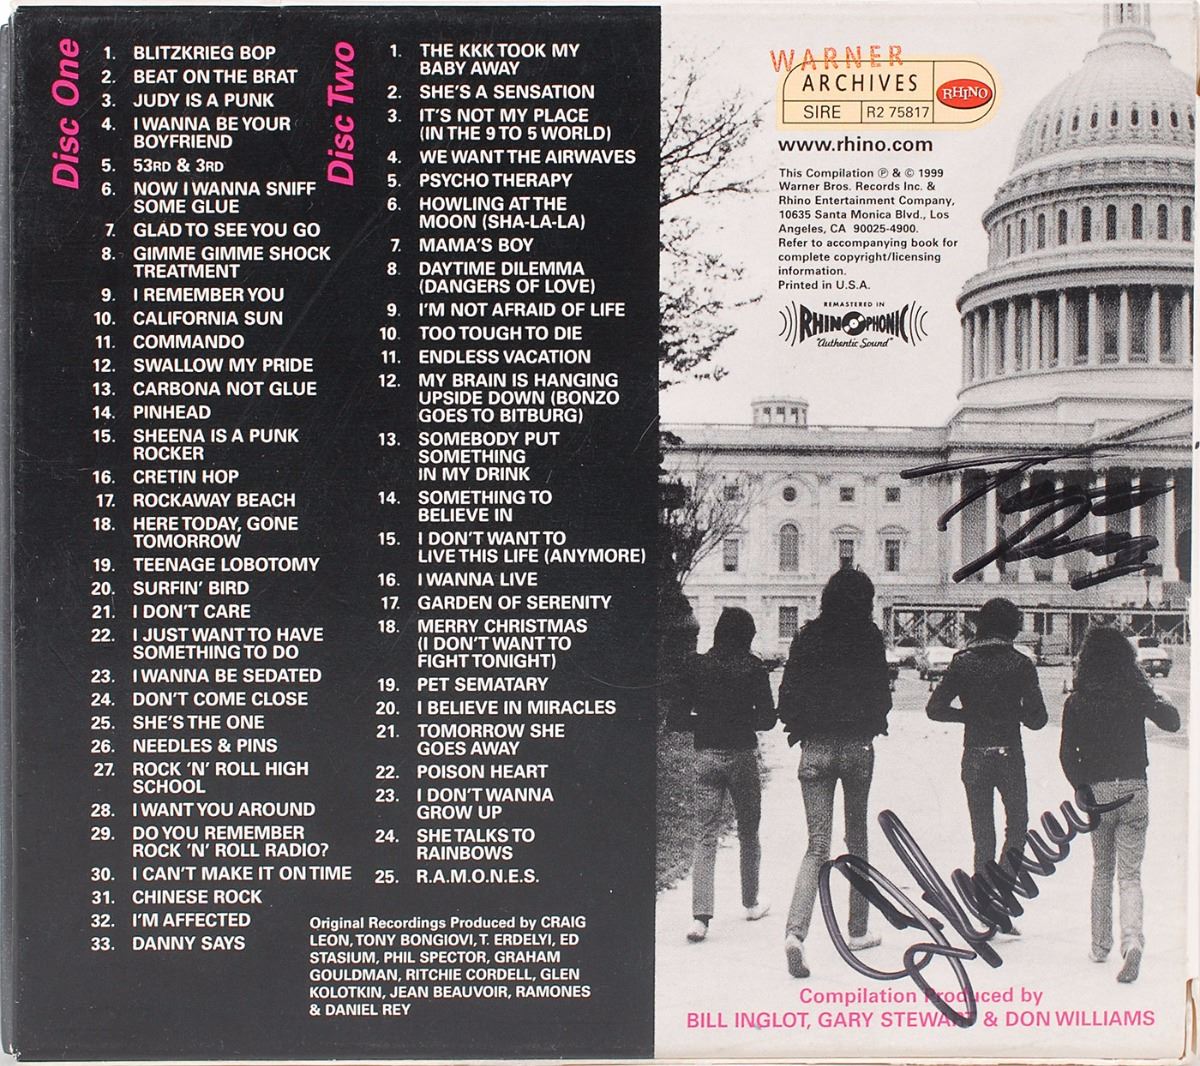 Disc One
1. BLITZKRIEG BOP
2. BEAT ON THE BRAT
3. JUDY IS A PUNK
4. I WANNA BE YOUR
BOYFRIEND
5. 53RD & 3RD
6. NOW I WANNA SNIFF
SOME GLUE
7. GLAD TO SEE YOU GO
8. GIMME GIMME SHOCK
TREATMENT
9. I REMEMBER YOU
10. CALIFORNIA SUN
11. COMMANDO
12. SWALLOW MY PRIDE
13. CARBONA NOT GLUE
14. PINHEAD
15. SHEENA IS A PUNK
ROCKER
16. CRETIN HOP
17. ROCKAWAY BEACH
18. HERE TODAY, GONE
TOMORROW
19. TEENAGE LOBOTOMY
20. SURFIN' BIRD
21. I DON'T CARE
22. I JUST WANT TO HAVE
SOMETHING TO DO
23. I WANNA BE SEDATED
24. DON'T COME CLOSE
25. SHE'S THE ONE
26. NEEDLES & PINS
27. ROCK 'N' ROLL HIGH
SCHOOL
28. I WANT YOU AROUND
29. DO YOU REMEMBER
ROCK 'N' ROLL RADIO?
30. I CAN'T MAKE IT ON TIME
31. CHINESE ROCK
32. I'M AFFECTED
33. DANNY SAYS
Disc Two
1. THE KKK TOOK MY
BABY AWAY
2. SHE'S A SENSATION
3. IT'S NOT MY PLACE
(IN THE 9 TO 5 WORLD)
4. WE WANT THE AIRWAVES
5. PSYCHO THERAPY
6. HOWLING AT THE
MOON (SHA-LA-LA)
7. MAMA'S BOY
8. DAYTIME DILEMMA
(DANGERS OF LOVE)
9. I'M NOT AFRAID OF LIFE
10. TOO TOUGH TO DIE
11. ENDLESS VACATION
12. MY BRAIN IS HANGING
UPSIDE DOWN (BONZO
GOES TO BITBURG)
13. SOMEBODY PUT
SOMETHING
IN MY DRINK
14. SOMETHING TO
BELIEVE IN
15. I DON'T WANT TO
LIVE THIS LIFE (ANYMORE)
16. I WANNA LIVE
17. GARDEN OF SERENITY
18. MERRY CHRISTMAS
(I DON'T WANT TO
FIGHT TONIGHT)
19. PET SEMATARY
20. I BELIEVE IN MIRACLES
21. TOMORROW SHE
GOES AWAY
22. POISON HEART
23. I DON'T WANNA
GROW UP
24. SHE TALKS TO
RAINBOWS
25. R.A.M.O.N.E.S.
Original Recordings Produced by CRAIG
LEON, TONY BONGIOVI, T. ERDELYI, ED
STASIUM, PHIL SPECTOR, GRAHAM
GOULDMAN, RITCHIE CORDELL, GLEN
KOLOTKIN, JEAN BEAUVOIR, RAMONES
& DANIEL REY
WARNER
ARCHIVES
RHINO
SIRE R2 75817
www.rhino.com
This Compilation ℗ & © 1999
Warner Bros. Records Inc. &
Rhino Entertainment Company,
10635 Santa Monica Blvd., Los
Angeles, CA 90025-4900.
Refer to accompanying book for
complete copyright/licensing
information.
Printed in U.S.A.
REMASTERED IN
RHINOPHONIC
"Authentic Sound"
Compilation Produced by
BILL INGLOT, GARY STEWART & DON WILLIAMS